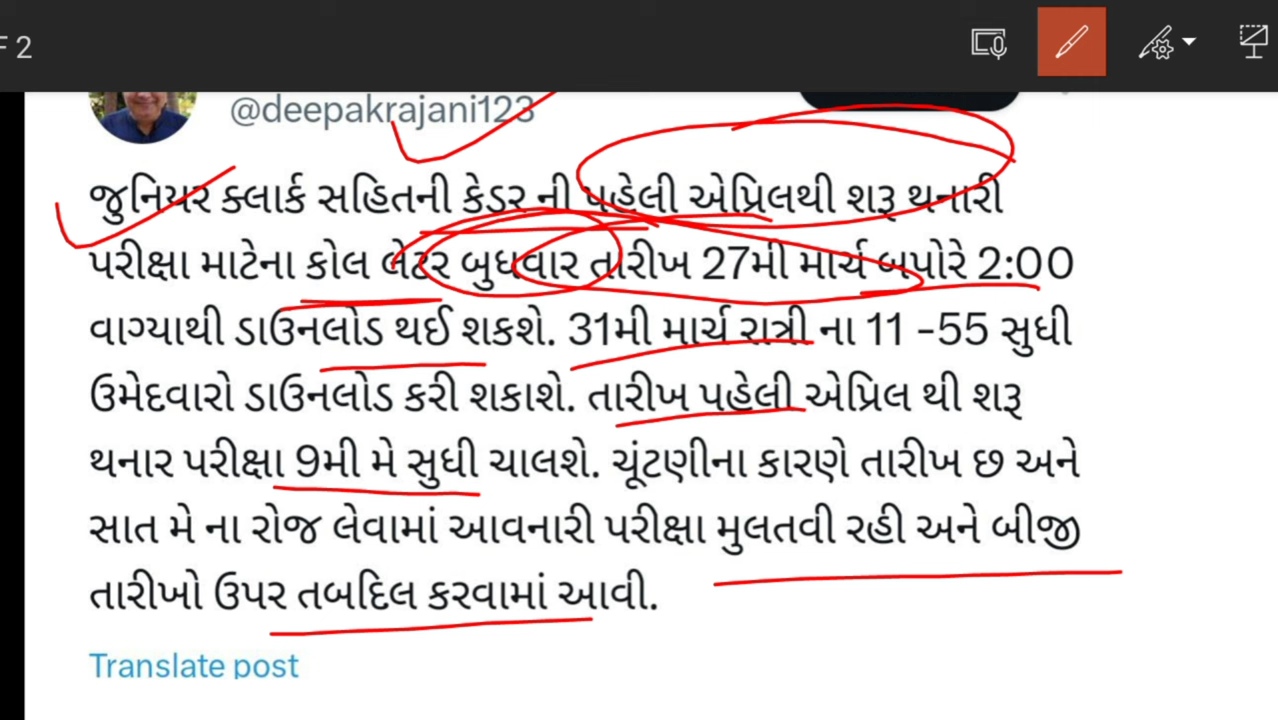 F 2
@deepakrajani123
જુનિયર ક્લાર્ક સહિતની કેડર ની પહેલી એપ્રિલથી શરૂ થનારી
પરીક્ષા માટેના કોલ લેટર બુધવાર તારીખ 27મી માર્ચ બપોરે 2:00
વાગ્યાથી ડાઉનલોડ થઈ શકશે. 31મી માર્ચ રાત્રી ના 11 -55 સુધી
ઉમેદવારો ડાઉનલોડ કરી શકાશે. તારીખ પહેલી એપ્રિલ થી શરૂ
થનાર પરીક્ષા 9મી મે સુધી ચાલશે. ચૂંટણીના કારણે તારીખ છ અને
સાત મે ના રોજ લેવામાં આવનારી પરીક્ષા મુલતવી રહી અને બીજી
તારીખો ઉપર તબદિલ કરવામાં આવી.
Translate post